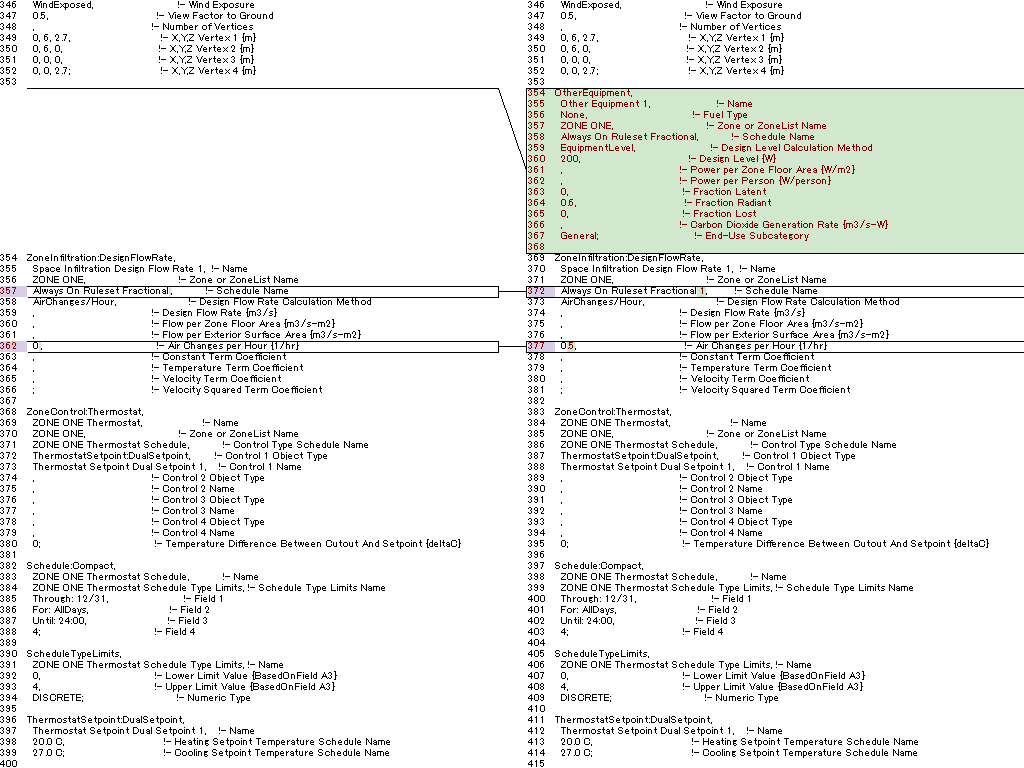 346 WindExposed, !- Wind Exposure
347 0.5, !- View Factor to Ground
348 , !- Number of Vertices
349 0, 6, 2.7, !- X,Y,Z Vertex 1 {m}
350 0, 6, 0, !- X,Y,Z Vertex 2 {m}
351 0, 0, 0, !- X,Y,Z Vertex 3 {m}
352 0, 0, 2.7; !- X,Y,Z Vertex 4 {m}
353
354 ZoneInfiltration:DesignFlowRate,
355 Space Infiltration Design Flow Rate 1, !- Name
356 ZONE ONE, !- Zone or ZoneList Name
357 Always On Ruleset Fractional, !- Schedule Name
358 AirChanges/Hour, !- Design Flow Rate Calculation Method
359 , !- Design Flow Rate {m3/s}
360 , !- Flow per Zone Floor Area {m3/s-m2}
361 , !- Flow per Exterior Surface Area {m3/s-m2}
362 0, !- Air Changes per Hour {1/hr}
363 , !- Constant Term Coefficient
364 , !- Temperature Term Coefficient
365 , !- Velocity Term Coefficient
366 ; !- Velocity Squared Term Coefficient
367
368 ZoneControl:Thermostat,
369 ZONE ONE Thermostat, !- Name
370 ZONE ONE, !- Zone or ZoneList Name
371 ZONE ONE Thermostat Schedule, !- Control Type Schedule Name
372 ThermostatSetpoint:DualSetpoint, !- Control 1 Object Type
373 Thermostat Setpoint Dual Setpoint 1, !- Control 1 Name
374 , !- Control 2 Object Type
375 , !- Control 2 Name
376 , !- Control 3 Object Type
377 , !- Control 3 Name
378 , !- Control 4 Object Type
379 , !- Control 4 Name
380 0; !- Temperature Difference Between Cutout And Setpoint {deltaC}
381
382 Schedule:Compact,
383 ZONE ONE Thermostat Schedule, !- Name
384 ZONE ONE Thermostat Schedule Type Limits, !- Schedule Type Limits Name
385 Through: 12/31, !- Field 1
386 For: AllDays, !- Field 2
387 Until: 24:00, !- Field 3
388 4; !- Field 4
389
390 ScheduleTypeLimits,
391 ZONE ONE Thermostat Schedule Type Limits, !- Name
392 0, !- Lower Limit Value {BasedOnField A3}
393 4, !- Upper Limit Value {BasedOnField A3}
394 DISCRETE; !- Numeric Type
395
396 ThermostatSetpoint:DualSetpoint,
397 Thermostat Setpoint Dual Setpoint 1, !- Name
398 20.0 C, !- Heating Setpoint Temperature Schedule Name
399 27.0 C; !- Cooling Setpoint Temperature Schedule Name
400
346 WindExposed, !- Wind Exposure
347 0.5, !- View Factor to Ground
348 , !- Number of Vertices
349 0, 6, 2.7, !- X,Y,Z Vertex 1 {m}
350 0, 6, 0, !- X,Y,Z Vertex 2 {m}
351 0, 0, 0, !- X,Y,Z Vertex 3 {m}
352 0, 0, 2.7; !- X,Y,Z Vertex 4 {m}
353
354 OtherEquipment,
355 Other Equipment 1, !- Name
356 None, !- Fuel Type
357 ZONE ONE, !- Zone or ZoneList Name
358 Always On Ruleset Fractional, !- Schedule Name
359 EquipmentLevel, !- Design Level Calculation Method
360 200, !- Design Level {W}
361 , !- Power per Zone Floor Area {W/m2}
362 , !- Power per Person {W/person}
363 0, !- Fraction Latent
364 0.6, !- Fraction Radiant
365 0, !- Fraction Lost
366 , !- Carbon Dioxide Generation Rate {m3/s-W}
367 General; !- End-Use Subcategory
368
369 ZoneInfiltration:DesignFlowRate,
370 Space Infiltration Design Flow Rate 1, !- Name
371 ZONE ONE, !- Zone or ZoneList Name
372 Always On Ruleset Fractional 1, !- Schedule Name
373 AirChanges/Hour, !- Design Flow Rate Calculation Method
374 , !- Design Flow Rate {m3/s}
375 , !- Flow per Zone Floor Area {m3/s-m2}
376 , !- Flow per Exterior Surface Area {m3/s-m2}
377 0.5, !- Air Changes per Hour {1/hr}
378 , !- Constant Term Coefficient
379 , !- Temperature Term Coefficient
380 , !- Velocity Term Coefficient
381 ; !- Velocity Squared Term Coefficient
382
383 ZoneControl:Thermostat,
384 ZONE ONE Thermostat, !- Name
385 ZONE ONE, !- Zone or ZoneList Name
386 ZONE ONE Thermostat Schedule, !- Control Type Schedule Name
387 ThermostatSetpoint:DualSetpoint, !- Control 1 Object Type
388 Thermostat Setpoint Dual Setpoint 1, !- Control 1 Name
389 , !- Control 2 Object Type
390 , !- Control 2 Name
391 , !- Control 3 Object Type
392 , !- Control 3 Name
393 , !- Control 4 Object Type
394 , !- Control 4 Name
395 0; !- Temperature Difference Between Cutout And Setpoint {deltaC}
396
397 Schedule:Compact,
398 ZONE ONE Thermostat Schedule, !- Name
399 ZONE ONE Thermostat Schedule Type Limits, !- Schedule Type Limits Name
400 Through: 12/31, !- Field 1
401 For: AllDays, !- Field 2
402 Until: 24:00, !- Field 3
403 4; !- Field 4
404
405 ScheduleTypeLimits,
406 ZONE ONE Thermostat Schedule Type Limits, !- Name
407 0, !- Lower Limit Value {BasedOnField A3}
408 4, !- Upper Limit Value {BasedOnField A3}
409 DISCRETE; !- Numeric Type
410
411 ThermostatSetpoint:DualSetpoint,
412 Thermostat Setpoint Dual Setpoint 1, !- Name
413 20.0 C, !- Heating Setpoint Temperature Schedule Name
414 27.0 C; !- Cooling Setpoint Temperature Schedule Name
415